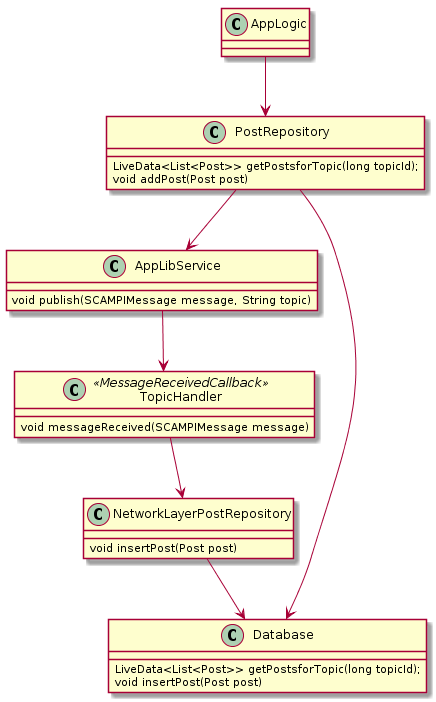 C AppLogic
C PostRepository
LiveData<List<Post>> getPostsforTopic(long topicId);
void addPost(Post post)
C AppLibService
void publish(SCAMPIMessage message, String topic)
C «MessageReceivedCallback»
TopicHandler
void messageReceived(SCAMPIMessage message)
C NetworkLayerPostRepository
void insertPost(Post post)
C Database
LiveData<List<Post>> getPostsforTopic(long topicId);
void insertPost(Post post)